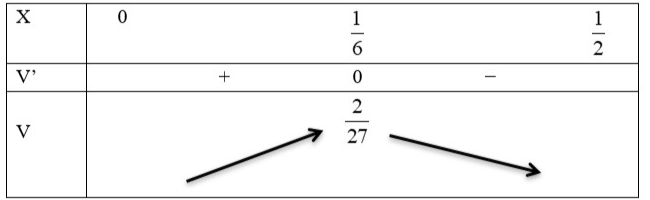 X 0 1/6 1/2
V’ + 0 −
V 2/27